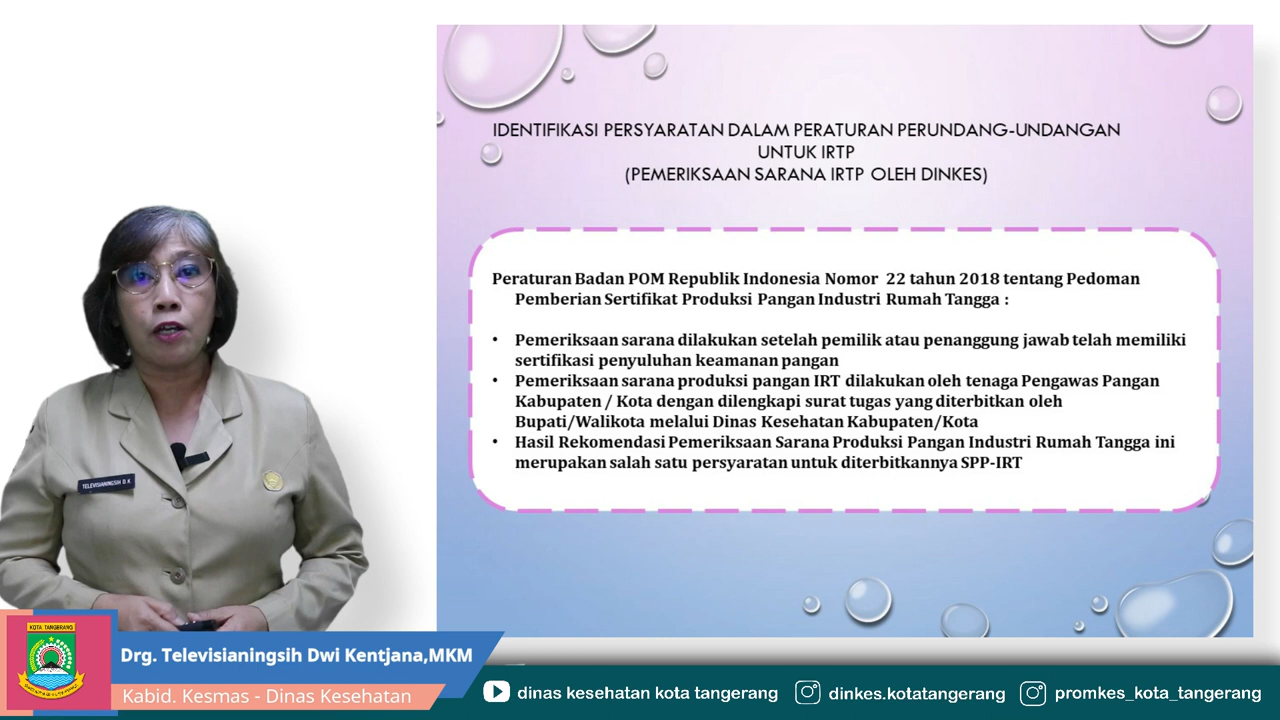 IDENTIFIKASI PERSYARATAN DALAM PERATURAN PERUNDANG-UNDANGAN
UNTUK IRTP
(PEMERIKSAAN SARANA IRTP OLEH DINKES)
Peraturan Badan POM Republik Indonesia Nomor 22 tahun 2018 tentang Pedoman
Pemberian Sertifikat Produksi Pangan Industri Rumah Tangga :
• Pemeriksaan sarana dilakukan setelah pemilik atau penanggung jawab telah memiliki
sertifikasi penyuluhan keamanan pangan
• Pemeriksaan sarana produksi pangan IRT dilakukan oleh tenaga Pengawas Pangan
Kabupaten / Kota dengan dilengkapi surat tugas yang diterbitkan oleh
Bupati/Walikota melalui Dinas Kesehatan Kabupaten/Kota
• Hasil Rekomendasi Pemeriksaan Sarana Produksi Pangan Industri Rumah Tangga ini
merupakan salah satu persyaratan untuk diterbitkannya SPP-IRT
TELEVISIANINGSIH D K
KOTA TANGERANG
Drg. Televisianingsih Dwi Kentjana,MKM
Kabid. Kesmas - Dinas Kesehatan
dinas kesehatan kota tangerang
dinkes.kotatangerang
promkes_kota_tangerang